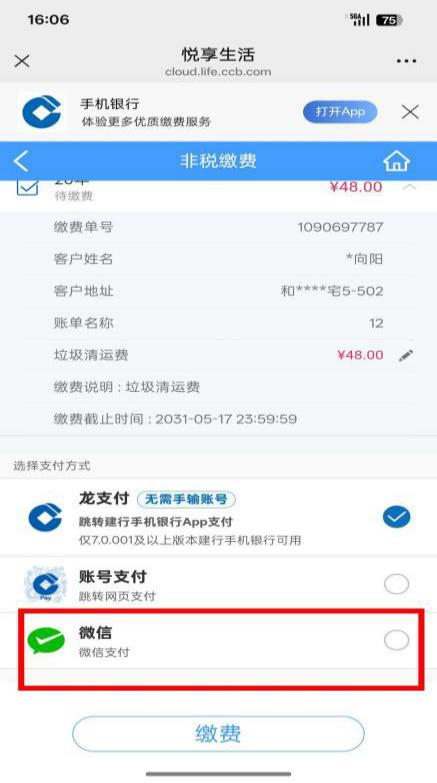 16:06
5GA
75
悦享生活
cloud.life.ccb.com
手机银行
体验更多优质缴费服务
打开App
非税缴费
¥48.00
待缴费
缴费单号 1090697787
客户姓名 *向阳
客户地址 和****宅5-502
账单名称 12
垃圾清运费 ¥48.00
缴费说明：垃圾清运费
缴费截止时间：2031-05-17 23:59:59
选择支付方式
龙支付 无需手输账号
跳转建行手机银行App支付
仅7.0.001及以上版本建行手机银行可用
账号支付
跳转网页支付
Pay
微信
微信支付
缴费